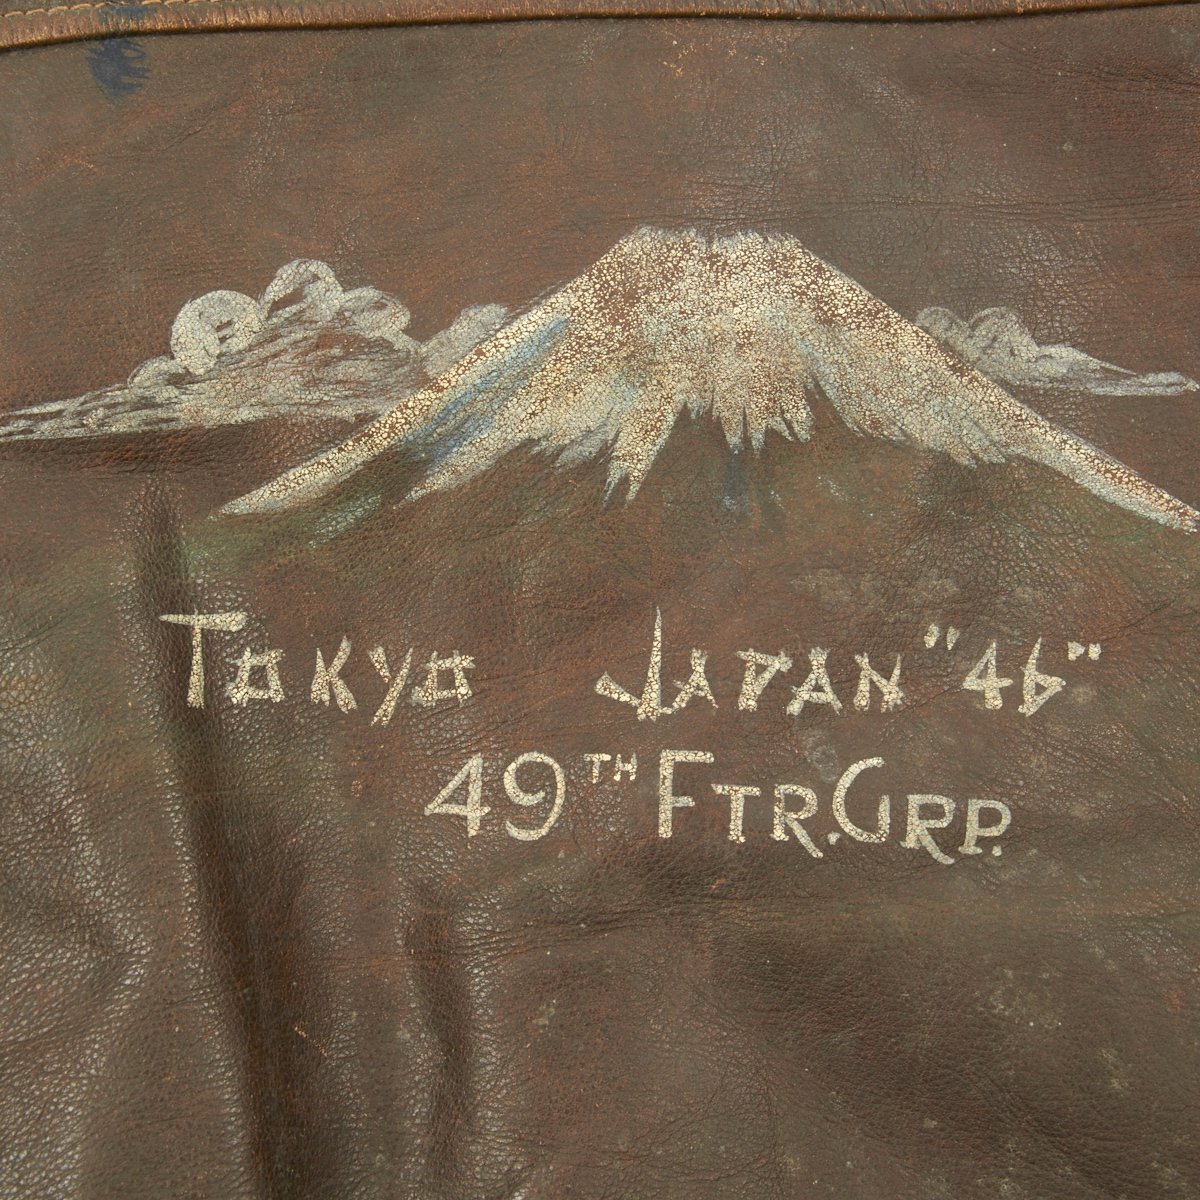 Tokyo Japan "46"
49TH Ftr. Grp.